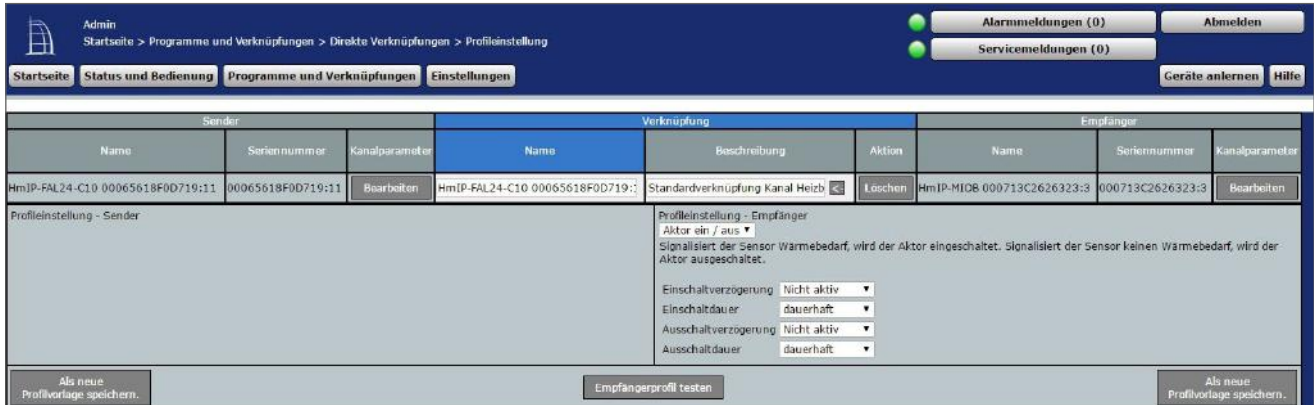 Admin
Startseite > Programme und Verknüpfungen > Direkte Verknüpfungen > Profileinstellung
Alarmmeldungen (0)
Abmelden
Servicemeldungen (0)
Startseite
Status und Bedienung
Programme und Verknüpfungen
Einstellungen
Geräte anlernen
Hilfe
Sender
Verknüpfung
Empfänger
Name
Seriennummer
Kanalparameter
Name
Beschreibung
Aktion
Name
Seriennummer
Kanalparameter
HmIP-FAL24-C10 00065618F0D719:11
00065618F0D719:11
Bearbeiten
HmIP-FAL24-C10 00065618F0D719:1
Standardverknüpfung Kanal Heizb
<-
Löschen
HmIP-MIOB 000713C2626323:3
000713C2626323:3
Bearbeiten
Profileinstellung - Sender
Profileinstellung - Empfänger
Aktor ein / aus
Signalisiert der Sensor Wärmebedarf, wird der Aktor eingeschaltet. Signalisiert der Sensor keinen Wärmebedarf, wird der
Aktor ausgeschaltet.
Einschaltverzögerung Nicht aktiv
Einschaltdauer dauerhaft
Ausschaltverzögerung Nicht aktiv
Ausschaltdauer dauerhaft
Als neue
Profilvorlage speichern.
Empfängerprofil testen
Als neue
Profilvorlage speichern.